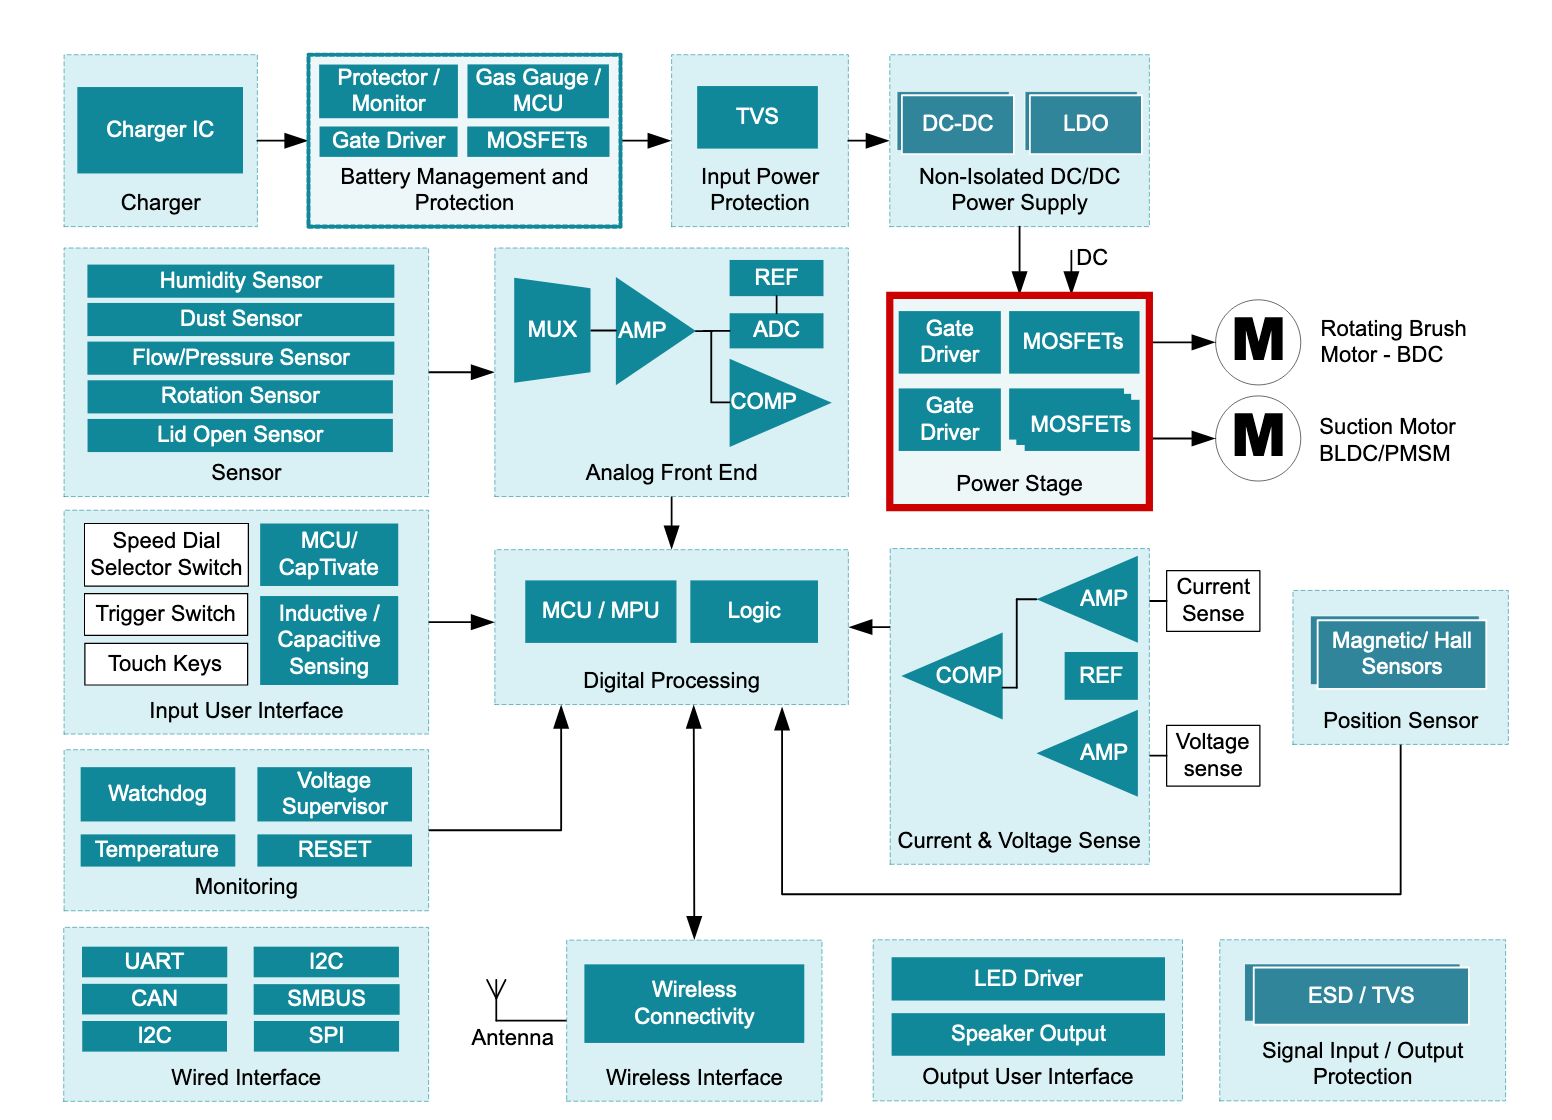 Charger IC
Charger
Protector /
Monitor
Gas Gauge /
MCU
Gate Driver
MOSFETs
Battery Management and
Protection
TVS
Input Power
Protection
DC-DC
LDO
Non-Isolated DC/DC
Power Supply
Humidity Sensor
Dust Sensor
Flow/Pressure Sensor
Rotation Sensor
Lid Open Sensor
Sensor
MUX
AMP
REF
ADC
COMP
Analog Front End
DC
Gate
Driver
MOSFETs
Gate
Driver
MOSFETs
Power Stage
M
Rotating Brush
Motor - BDC
M
Suction Motor
BLDC/PMSM
Speed Dial
Selector Switch
MCU/
CapTivate
Trigger Switch
Inductive /
Capacitive
Sensing
Touch Keys
Input User Interface
MCU / MPU
Logic
Digital Processing
AMP
COMP
REF
AMP
Current & Voltage Sense
Current
Sense
Voltage
sense
Magnetic/ Hall
Sensors
Position Sensor
Watchdog
Voltage
Supervisor
Temperature
RESET
Monitoring
UART
I2C
CAN
SMBUS
I2C
SPI
Wired Interface
Antenna
Wireless
Connectivity
Wireless Interface
LED Driver
Speaker Output
Output User Interface
ESD / TVS
Signal Input / Output
Protection